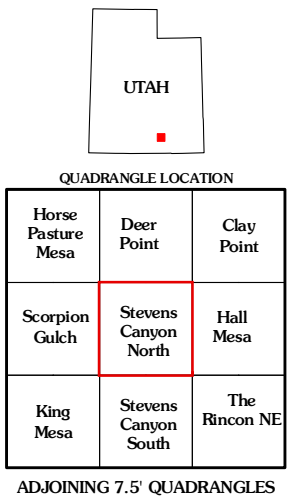 UTAH
QUADRANGLE LOCATION
Horse
Pasture
Mesa
Deer
Point
Clay
Point
Scorpion
Gulch
Stevens
Canyon
North
Hall
Mesa
King
Mesa
Stevens
Canyon
South
The
Rincon NE
ADJOINING 7.5' QUADRANGLES